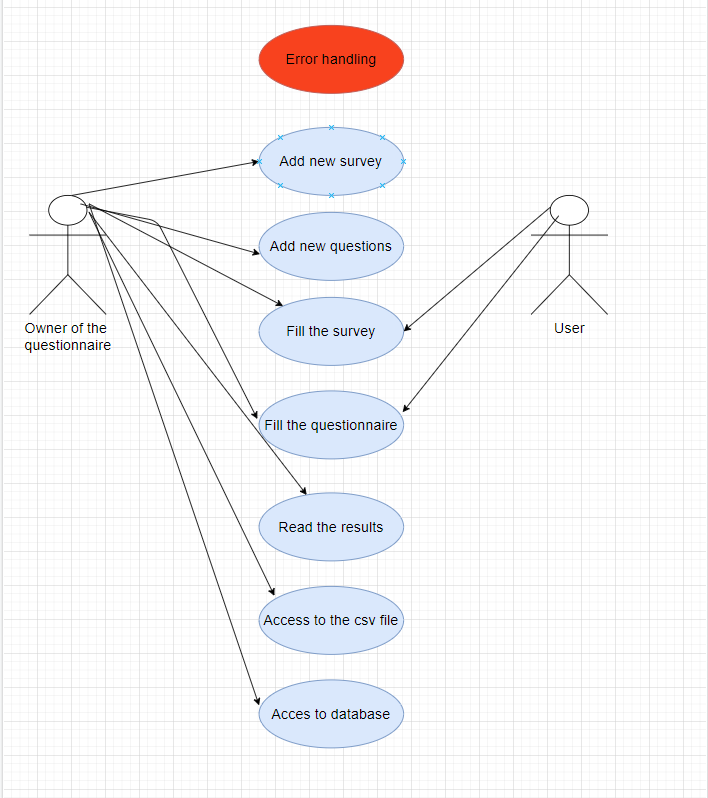 Error handling
Add new survey
Add new questions
Fill the survey
Owner of the
questionnaire
User
Fill the questionnaire
Read the results
Access to the csv file
Acces to database